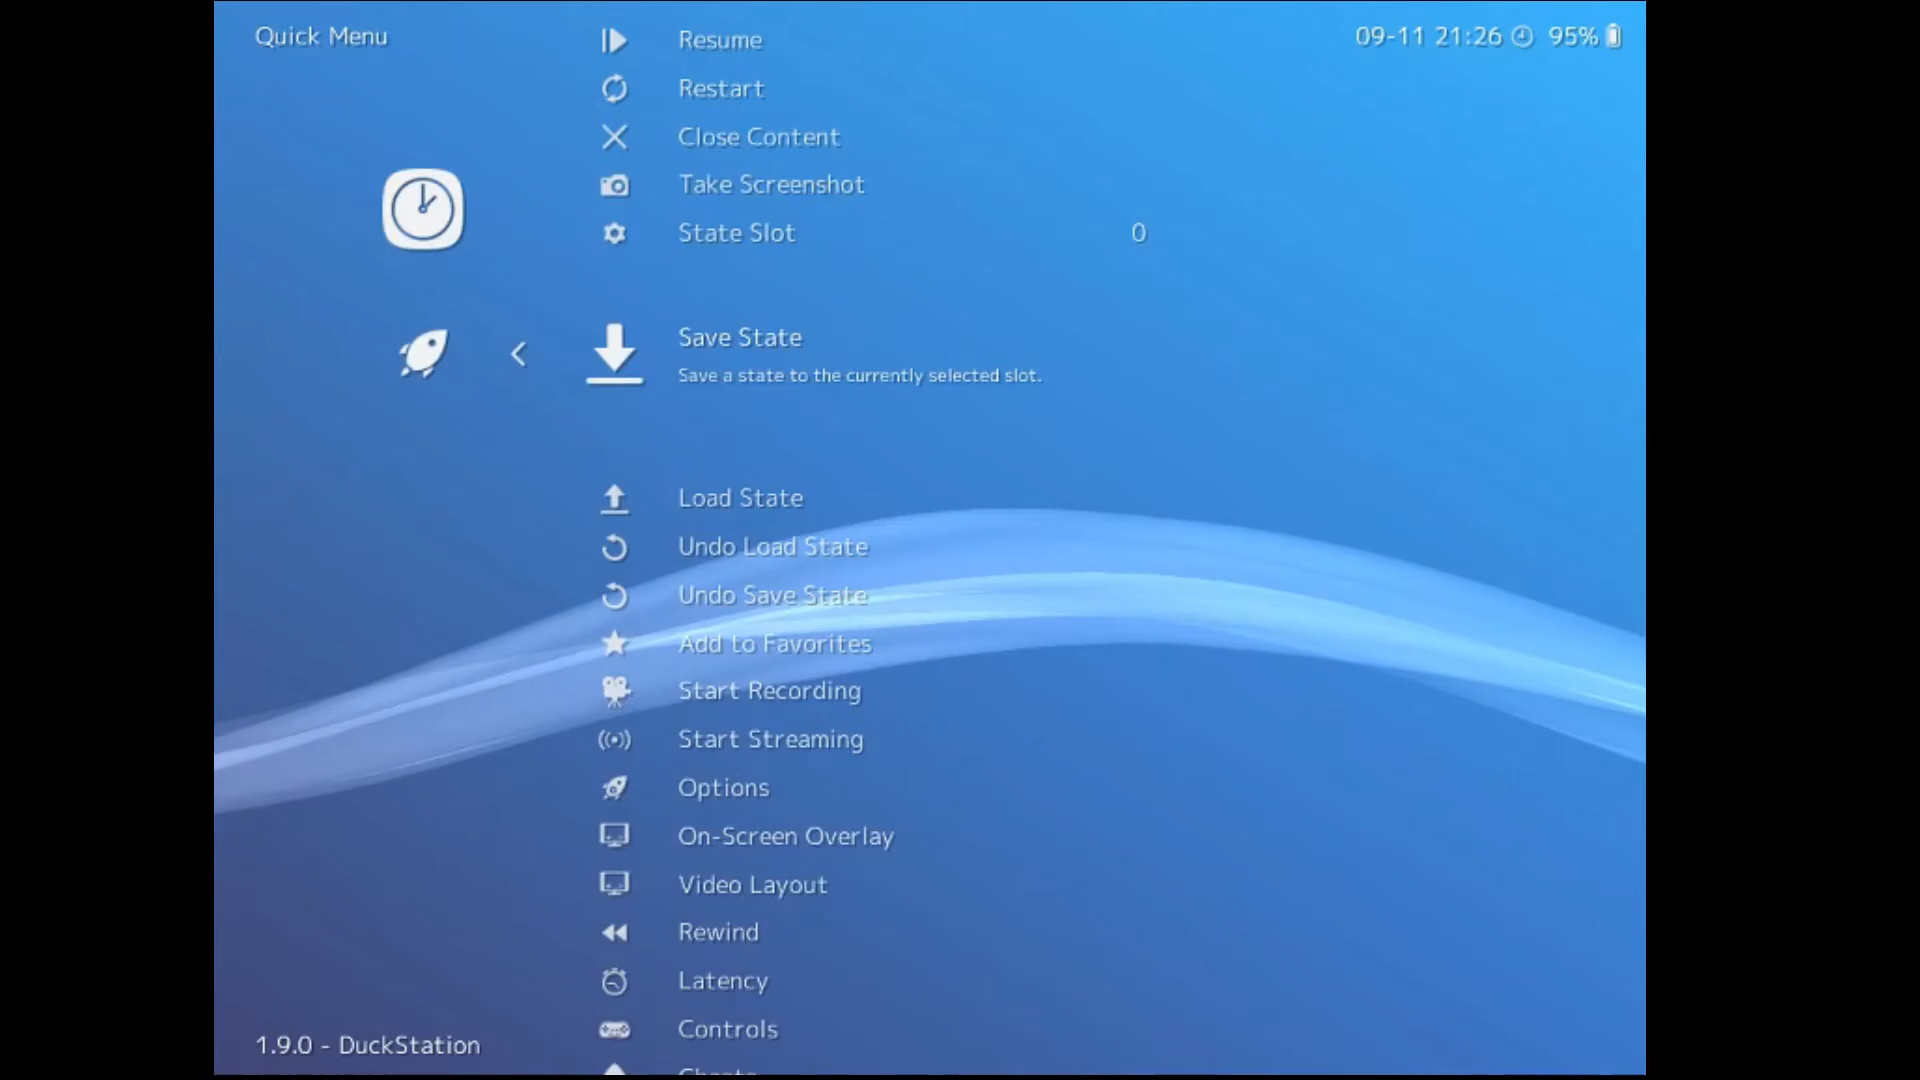 Quick Menu
09-11 21:26 95%
Resume
Restart
Close Content
Take Screenshot
State Slot 0
Save State
Save a state to the currently selected slot.
Load State
Undo Load State
Undo Save State
Add to Favorites
Start Recording
Start Streaming
Options
On-Screen Overlay
Video Layout
Rewind
Latency
Controls
1.9.0 - DuckStation